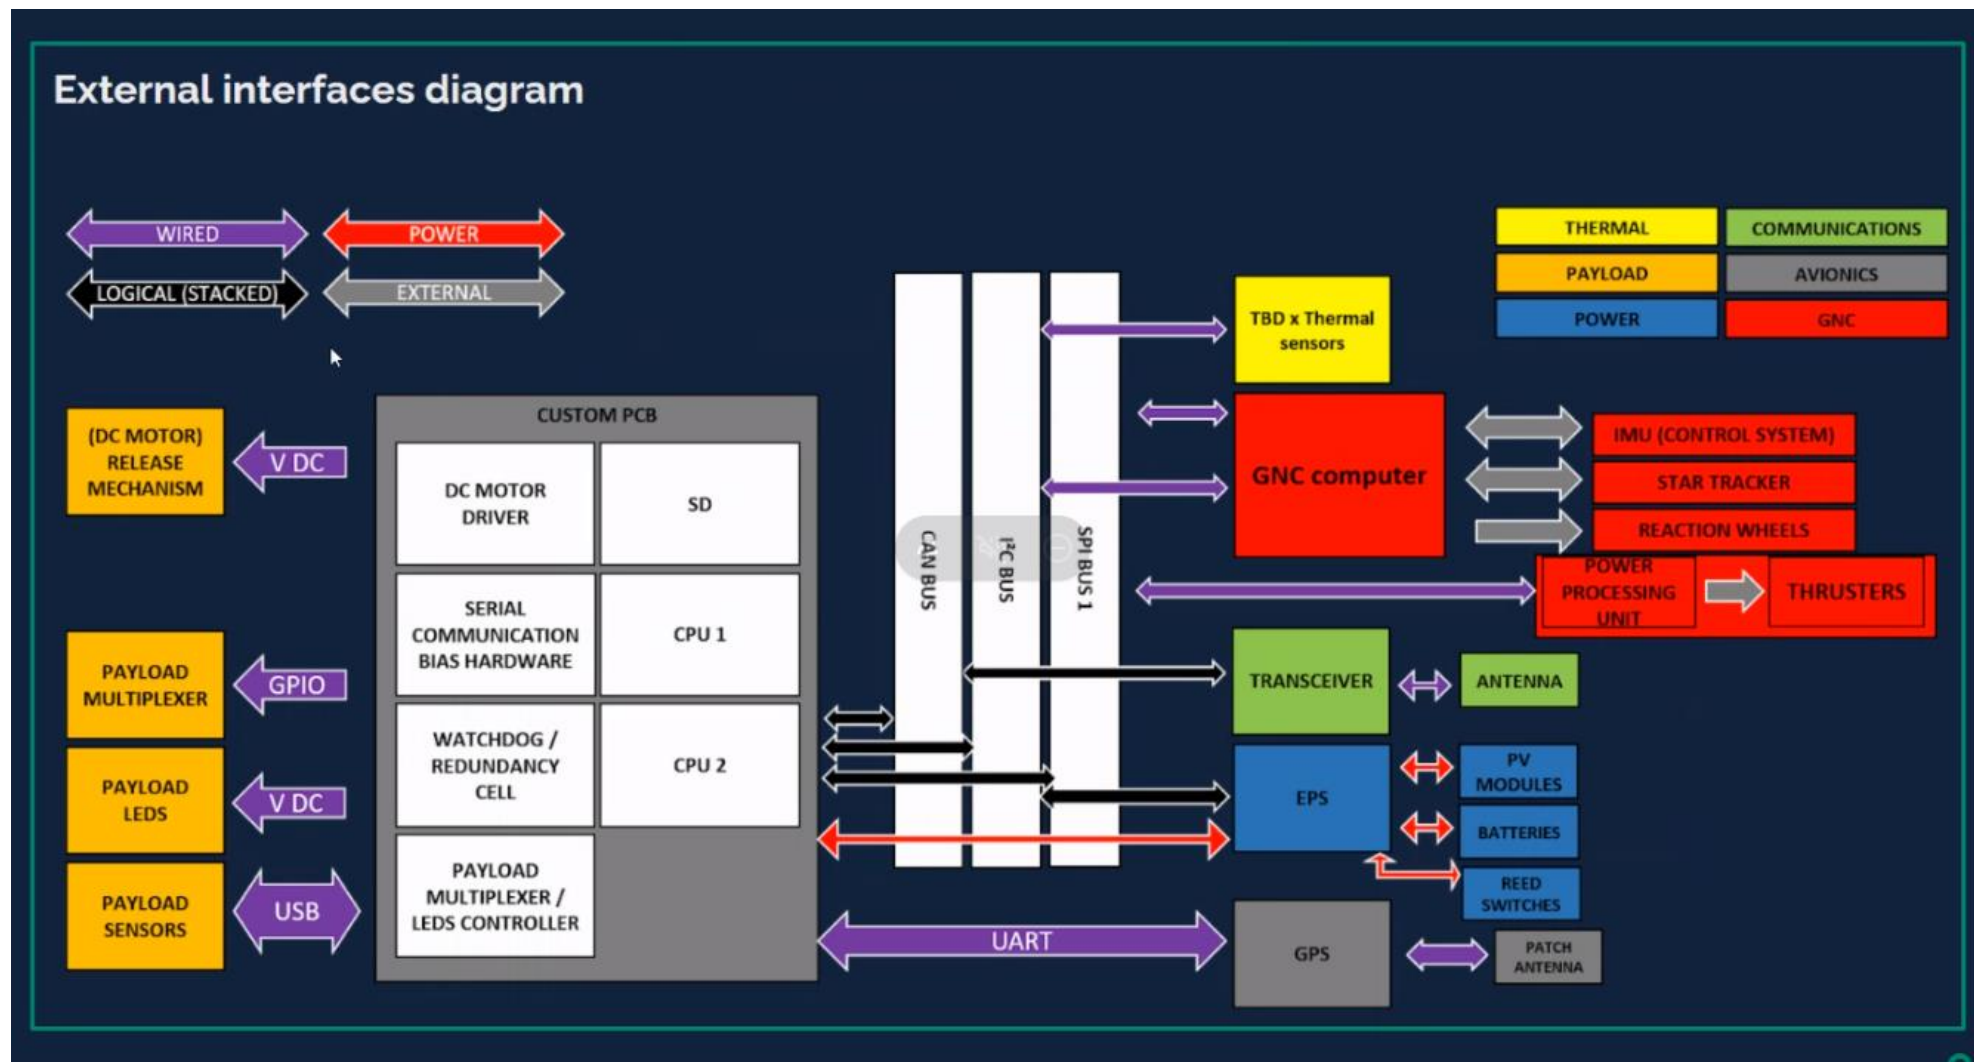 External interfaces diagram
WIRED
POWER
LOGICAL (STACKED)
EXTERNAL
THERMAL
COMMUNICATIONS
PAYLOAD
AVIONICS
POWER
GNC
(DC MOTOR)
RELEASE
MECHANISM
V DC
PAYLOAD
MULTIPLEXER
GPIO
PAYLOAD
LEDS
V DC
PAYLOAD
SENSORS
USB
CUSTOM PCB
DC MOTOR
DRIVER
SD
SERIAL
COMMUNICATION
BIAS HARDWARE
CPU 1
WATCHDOG /
REDUNDANCY
CELL
CPU 2
PAYLOAD
MULTIPLEXER /
LEDS CONTROLLER
CAN BUS
I²C BUS
SPI BUS 1
TBD x Thermal
sensors
GNC computer
IMU (CONTROL SYSTEM)
STAR TRACKER
REACTION WHEELS
POWER
PROCESSING
UNIT
THRUSTERS
TRANSCEIVER
ANTENNA
EPS
PV
MODULES
BATTERIES
REED
SWITCHES
UART
GPS
PATCH
ANTENNA